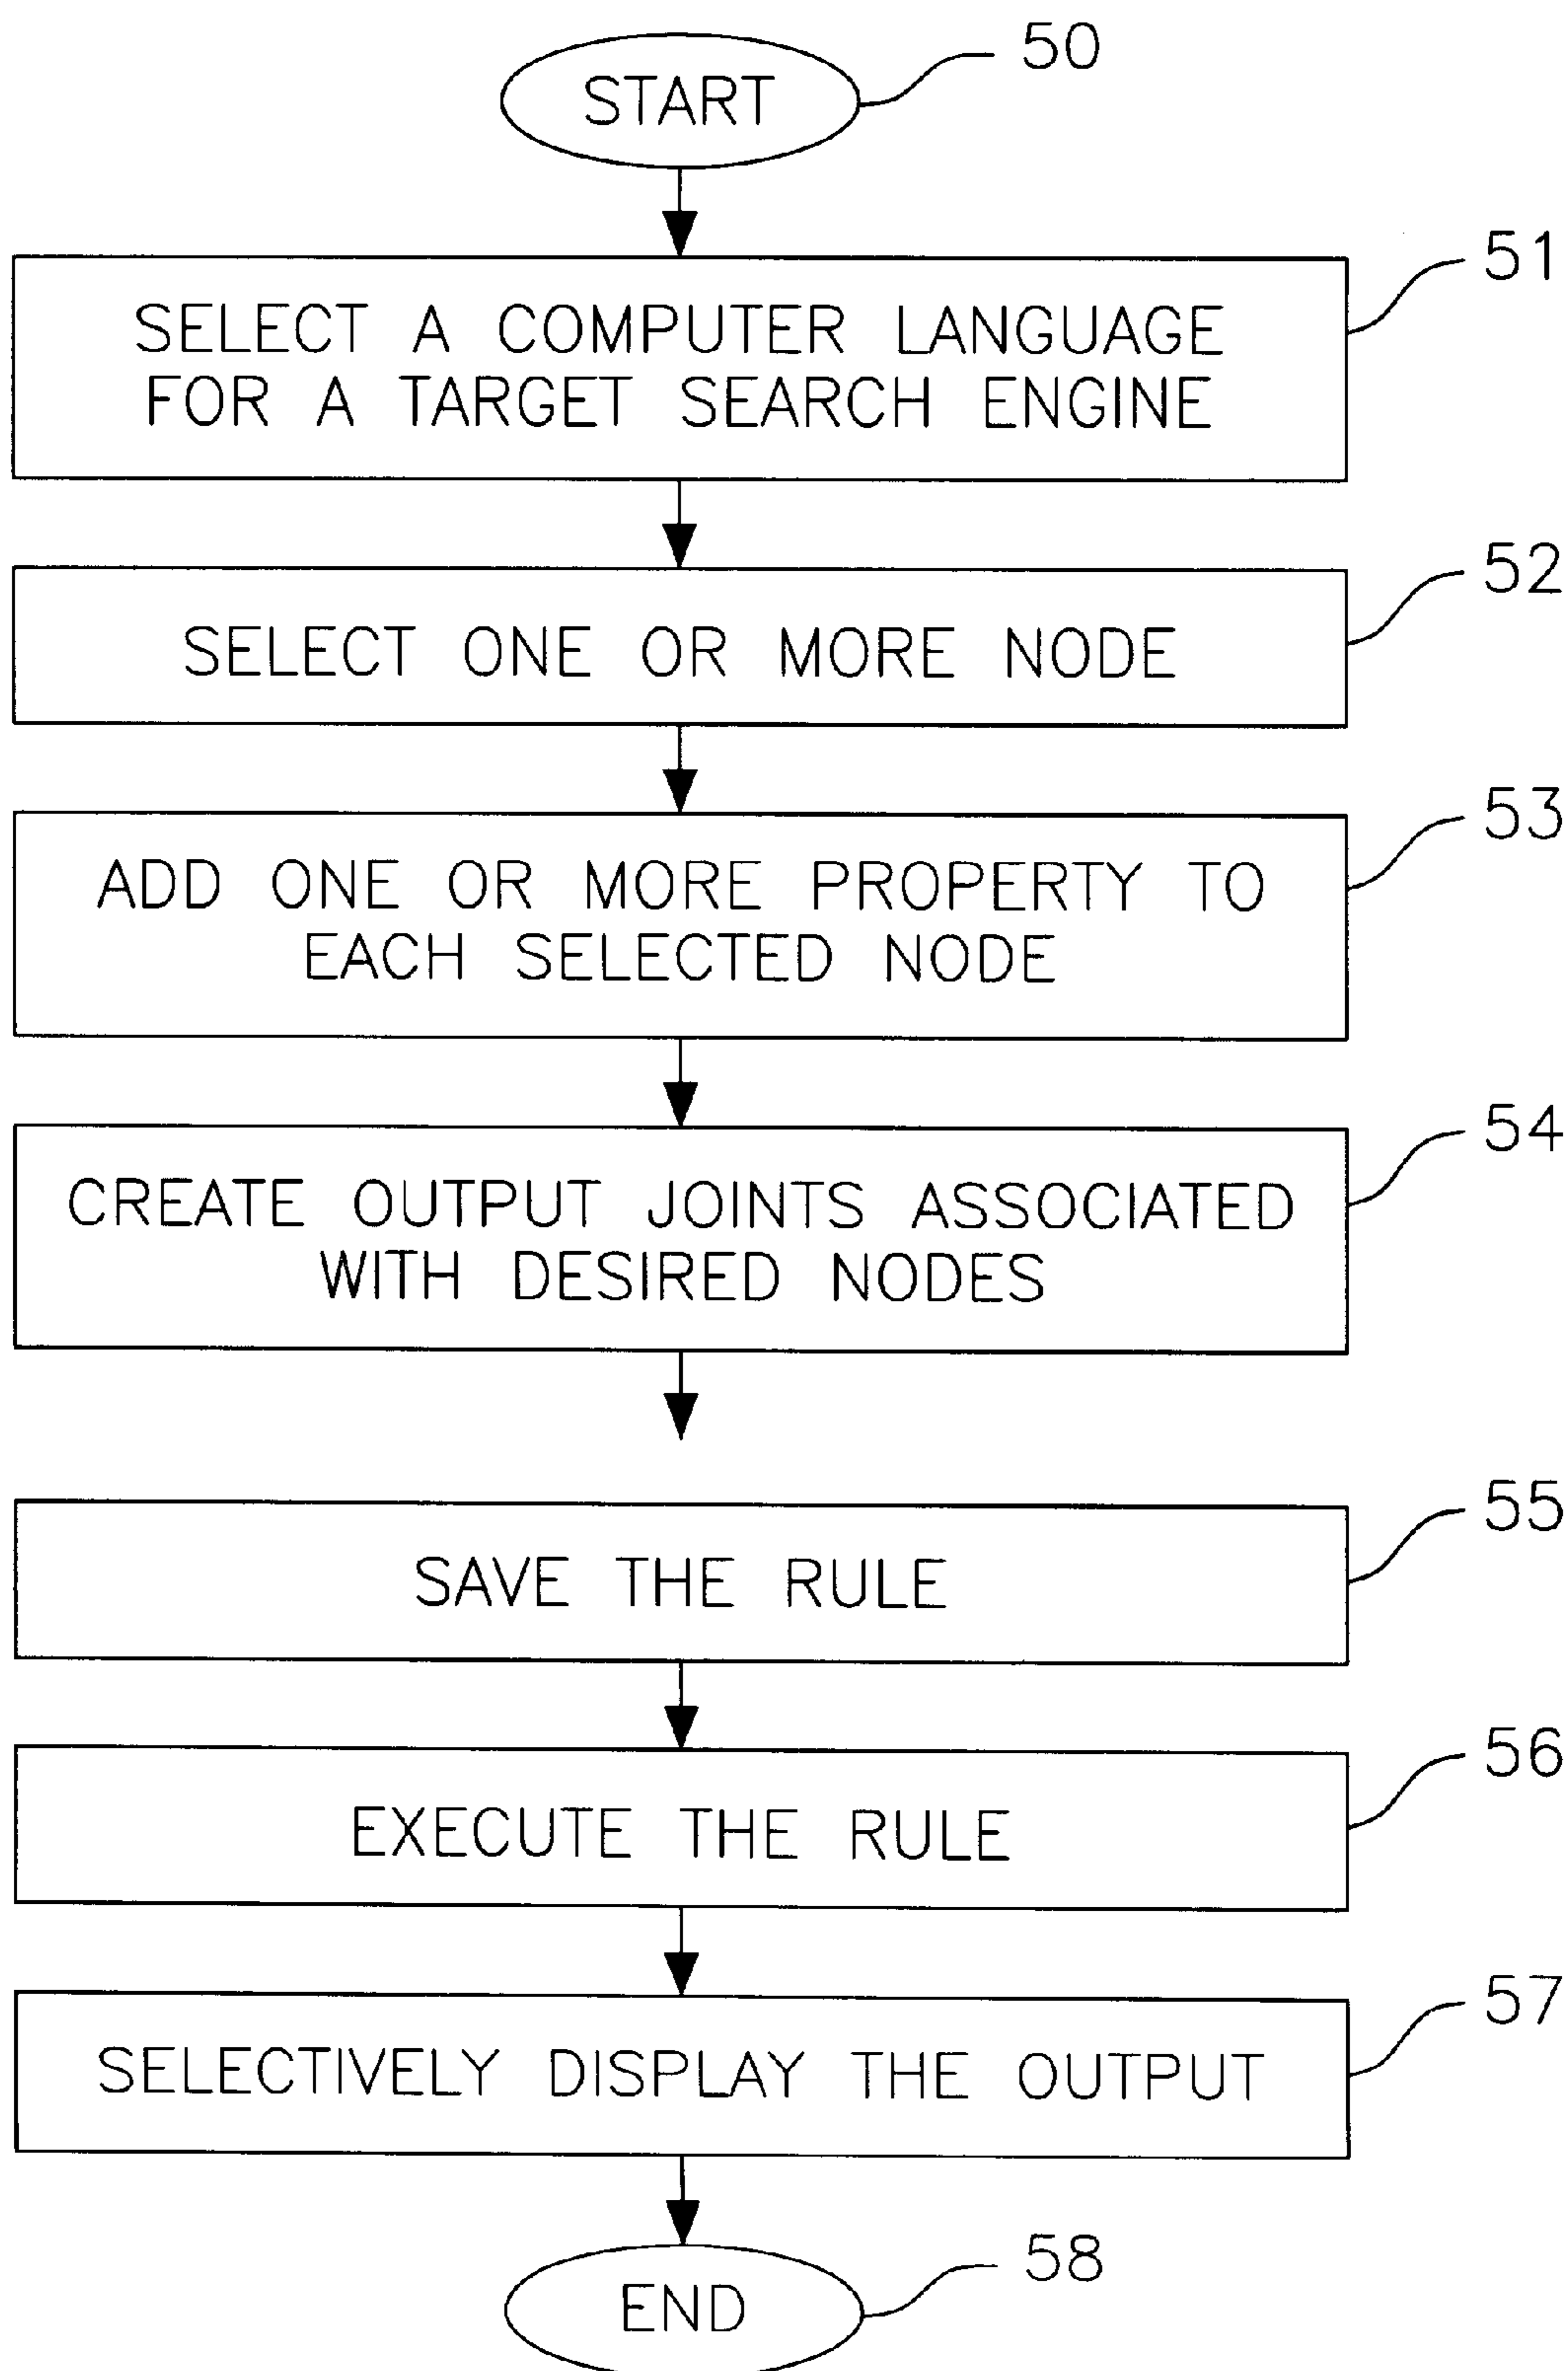 START
50
SELECT A COMPUTER LANGUAGE
FOR A TARGET SEARCH ENGINE
51
SELECT ONE OR MORE NODE
52
ADD ONE OR MORE PROPERTY TO
EACH SELECTED NODE
53
CREATE OUTPUT JOINTS ASSOCIATED
WITH DESIRED NODES
54
SAVE THE RULE
55
EXECUTE THE RULE
56
SELECTIVELY DISPLAY THE OUTPUT
57
END
58